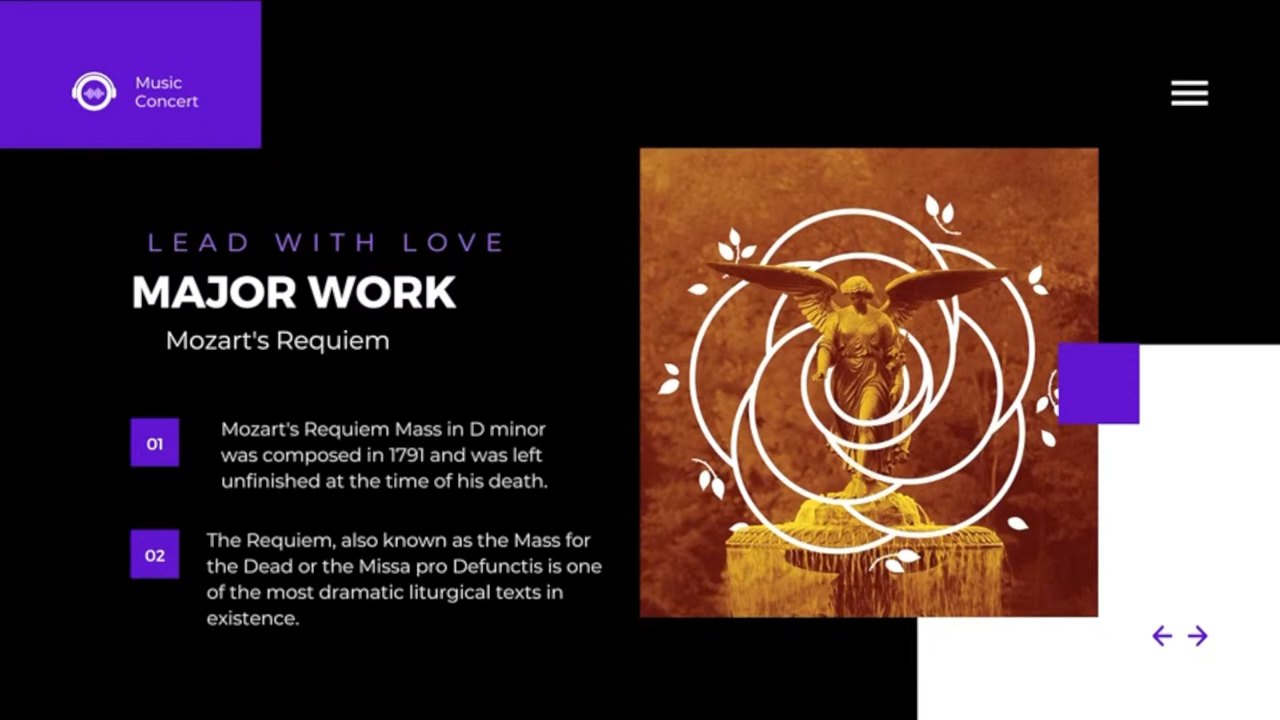 Music
Concert
LEAD WITH LOVE
MAJOR WORK
Mozart's Requiem
01
Mozart's Requiem Mass in D minor
was composed in 1791 and was left
unfinished at the time of his death.
02
The Requiem, also known as the Mass for
the Dead or the Missa pro Defunctis is one
of the most dramatic liturgical texts in
existence.